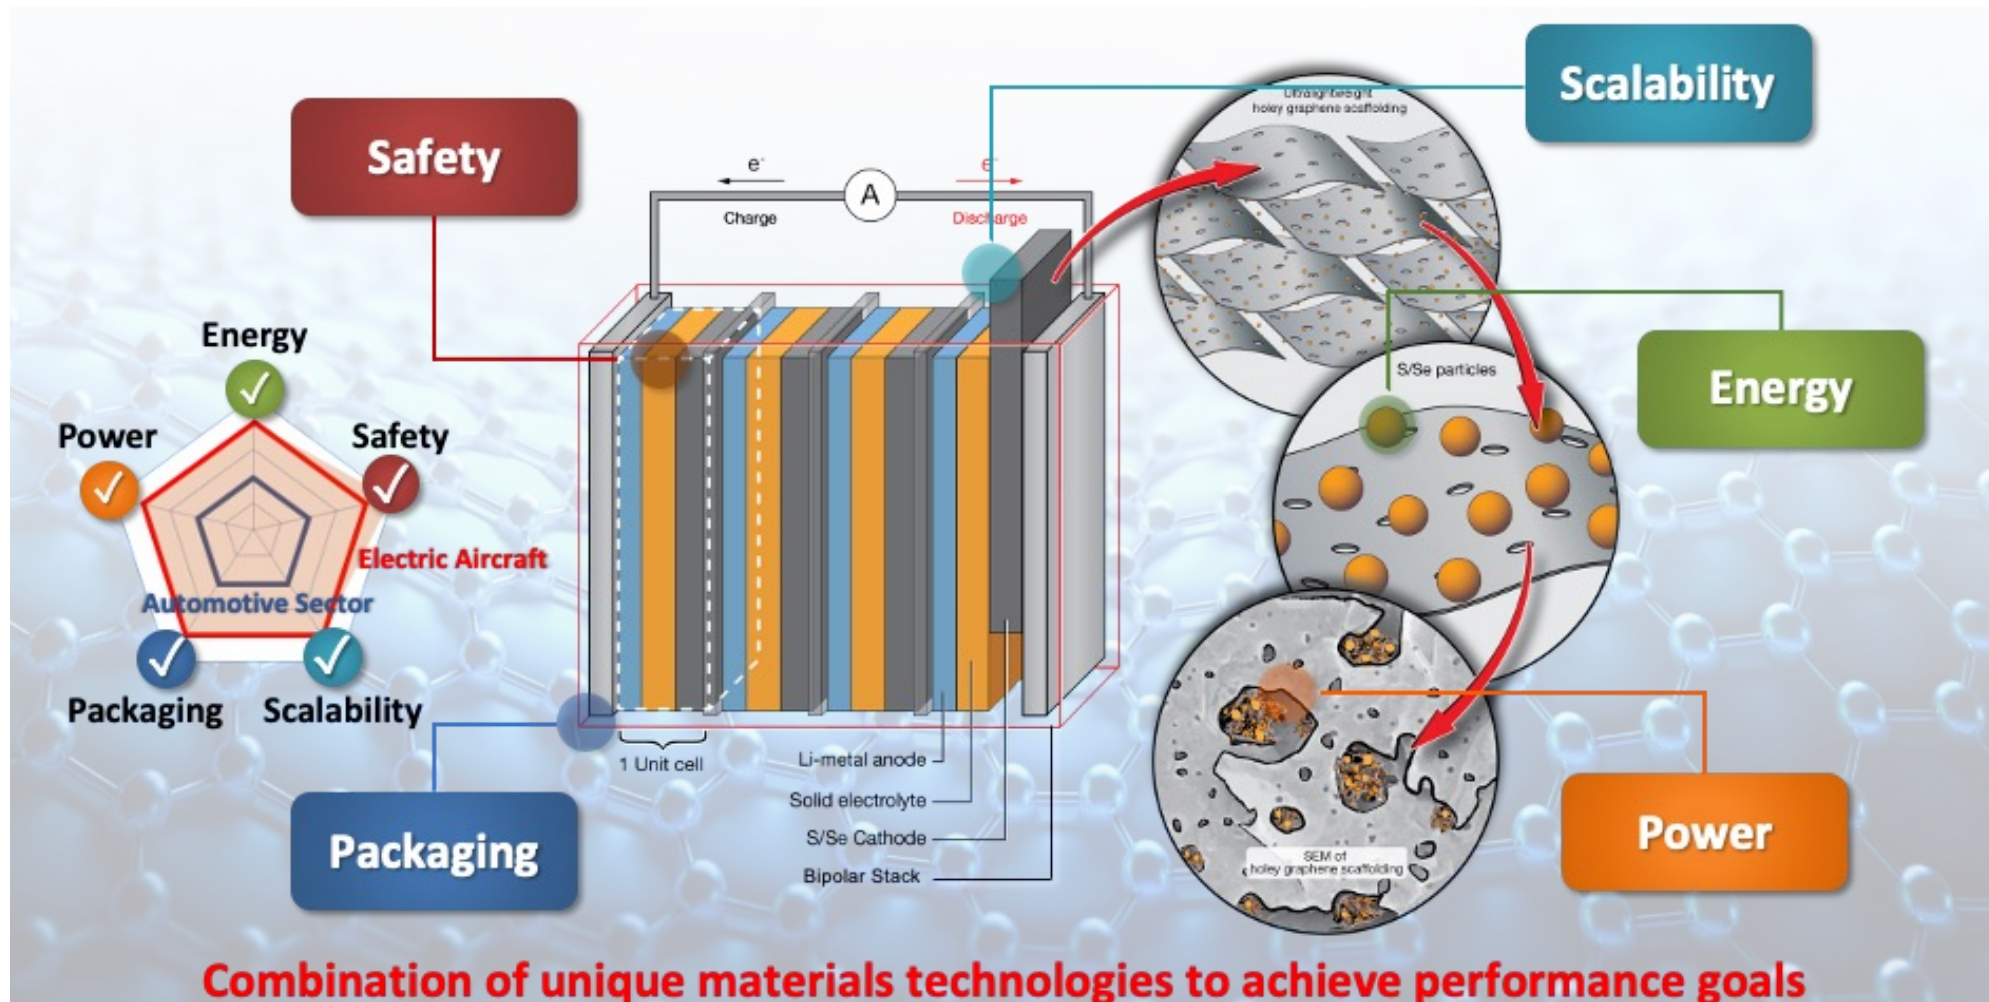 Scalability
Ultralightweight
holey graphene scaffolding
Safety
e-
e-
A
Charge
Discharge
Energy
S/Se particles
Energy
Power
Safety
Electric Aircraft
Automotive Sector
Packaging
Scalability
1 Unit cell
Li-metal anode
Solid electrolyte
S/Se Cathode
Bipolar Stack
Packaging
Power
SEM of
holey graphene scaffolding
Combination of unique materials technologies to achieve performance goals